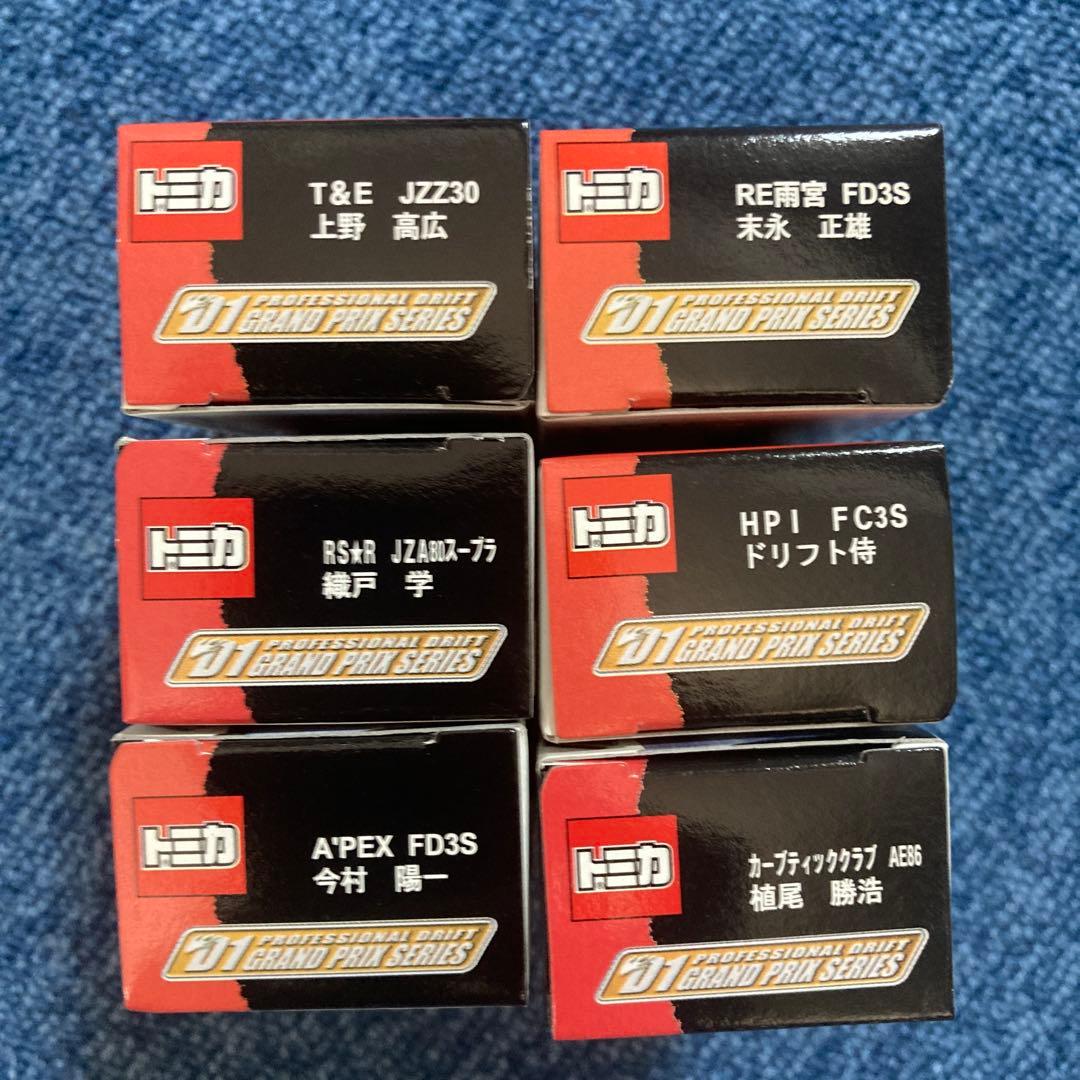 トミカ
T&E JZZ30
上野 高広
D1 PROFESSIONAL DRIFT
GRAND PRIX SERIES
トミカ
RE雨宮 FD3S
末永 正雄
D1 PROFESSIONAL DRIFT
GRAND PRIX SERIES
トミカ
RS★R JZA80スープラ
織戸 学
D1 PROFESSIONAL DRIFT
GRAND PRIX SERIES
トミカ
HPI FC3S
ドリフト侍
D1 PROFESSIONAL DRIFT
GRAND PRIX SERIES
トミカ
A'PEX FD3S
今村 陽一
D1 PROFESSIONAL DRIFT
GRAND PRIX SERIES
トミカ
カーブティッククラブ AE86
植尾 勝浩
D1 PROFESSIONAL DRIFT
GRAND PRIX SERIES